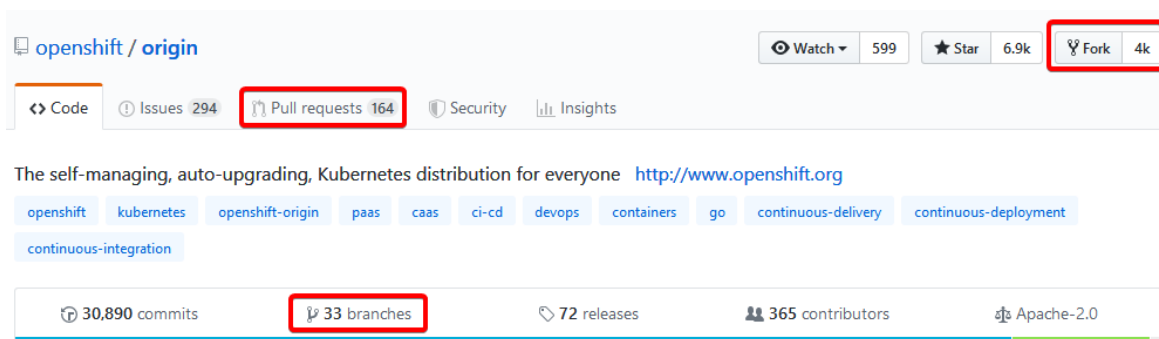 openshift / origin
Watch 599 Star 6.9k Fork 4k
Code Issues 294 Pull requests 164 Security Insights
The self-managing, auto-upgrading, Kubernetes distribution for everyone http://www.openshift.org
openshift kubernetes openshift-origin paas caas ci-cd devops containers go continuous-delivery continuous-deployment
continuous-integration
30,890 commits 33 branches 72 releases 365 contributors Apache-2.0